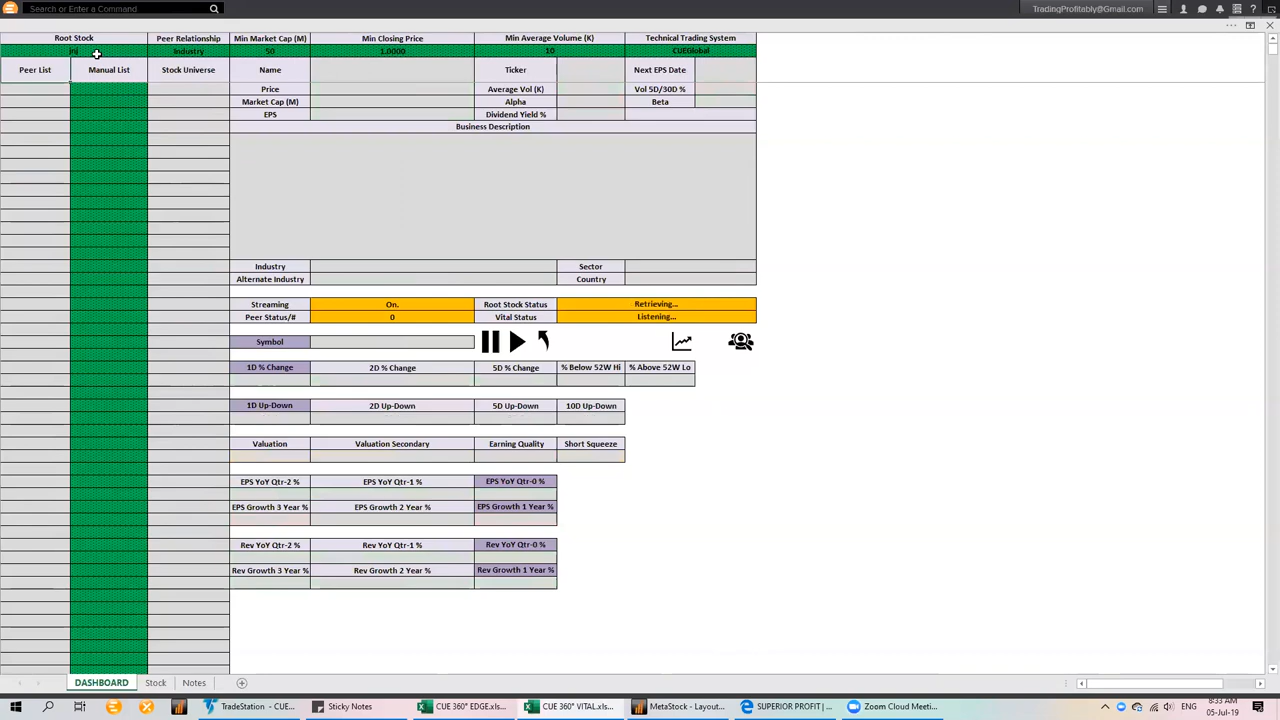 Search or Enter a Command
TradingProfitably@Gmail.com
Root Stock
Peer Relationship
Min Market Cap (M)
Min Closing Price
Min Average Volume (K)
Technical Trading System
Industry
50
1.0000
10
CUEGlobal
Peer List
Manual List
Stock Universe
Name
Ticker
Next EPS Date
Price
Average Vol (K)
Vol 5D/30D %
Market Cap (M)
Alpha
Beta
EPS
Dividend Yield %
Business Description
Industry
Sector
Alternate Industry
Country
Streaming
On.
Root Stock Status
Retrieving...
Peer Status/#
0
Vital Status
Listening...
Symbol
1D % Change
2D % Change
5D % Change
% Below 52W Hi
% Above 52W Lo
1D Up-Down
2D Up-Down
5D Up-Down
10D Up-Down
Valuation
Valuation Secondary
Earning Quality
Short Squeeze
EPS YoY Qtr-2 %
EPS YoY Qtr-1 %
EPS YoY Qtr-0 %
EPS Growth 3 Year %
EPS Growth 2 Year %
EPS Growth 1 Year %
Rev YoY Qtr-2 %
Rev YoY Qtr-1 %
Rev YoY Qtr-0 %
Rev Growth 3 Year %
Rev Growth 2 Year %
Rev Growth 1 Year %
DASHBOARD
Stock
Notes
TradeStation - CUE...
Sticky Notes
CUE 360° EDGE.xls...
CUE 360° VITAL.xls...
MetaStock - Layout...
SUPERIOR PROFIT | ...
Zoom Cloud Meeti...
ENG
8:33 AM
05-Jul-19